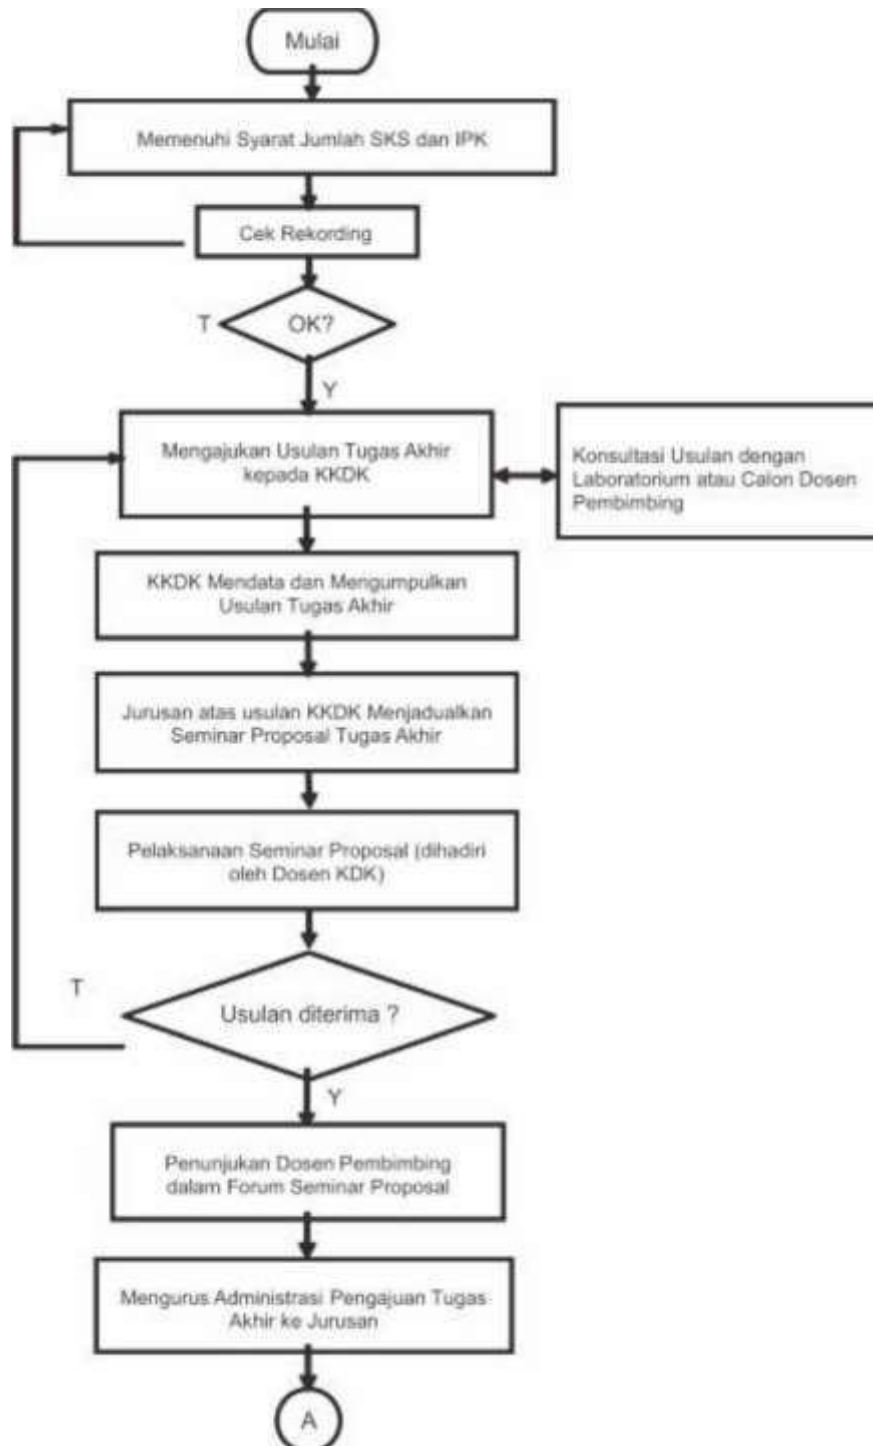 Mulai
Memenuhi Syarat Jumlah SKS dan IPK
Cek Rekording
T
OK?
Y
Mengajukan Usulan Tugas Akhir
kepada KKDK
Konsultasi Usulan dengan
Laboratorium atau Calon Dosen
Pembimbing
KKDK Mendata dan Mengumpulkan
Usulan Tugas Akhir
Jurusan atas usulan KKDK Menjadualkan
Seminar Proposal Tugas Akhir
Pelaksanaan Seminar Proposal (dihadiri
oleh Dosen KDK)
T
Usulan diterima ?
Y
Penunjukan Dosen Pembimbing
dalam Forum Seminar Proposal
Mengurus Administrasi Pengajuan Tugas
Akhir ke Jurusan
A